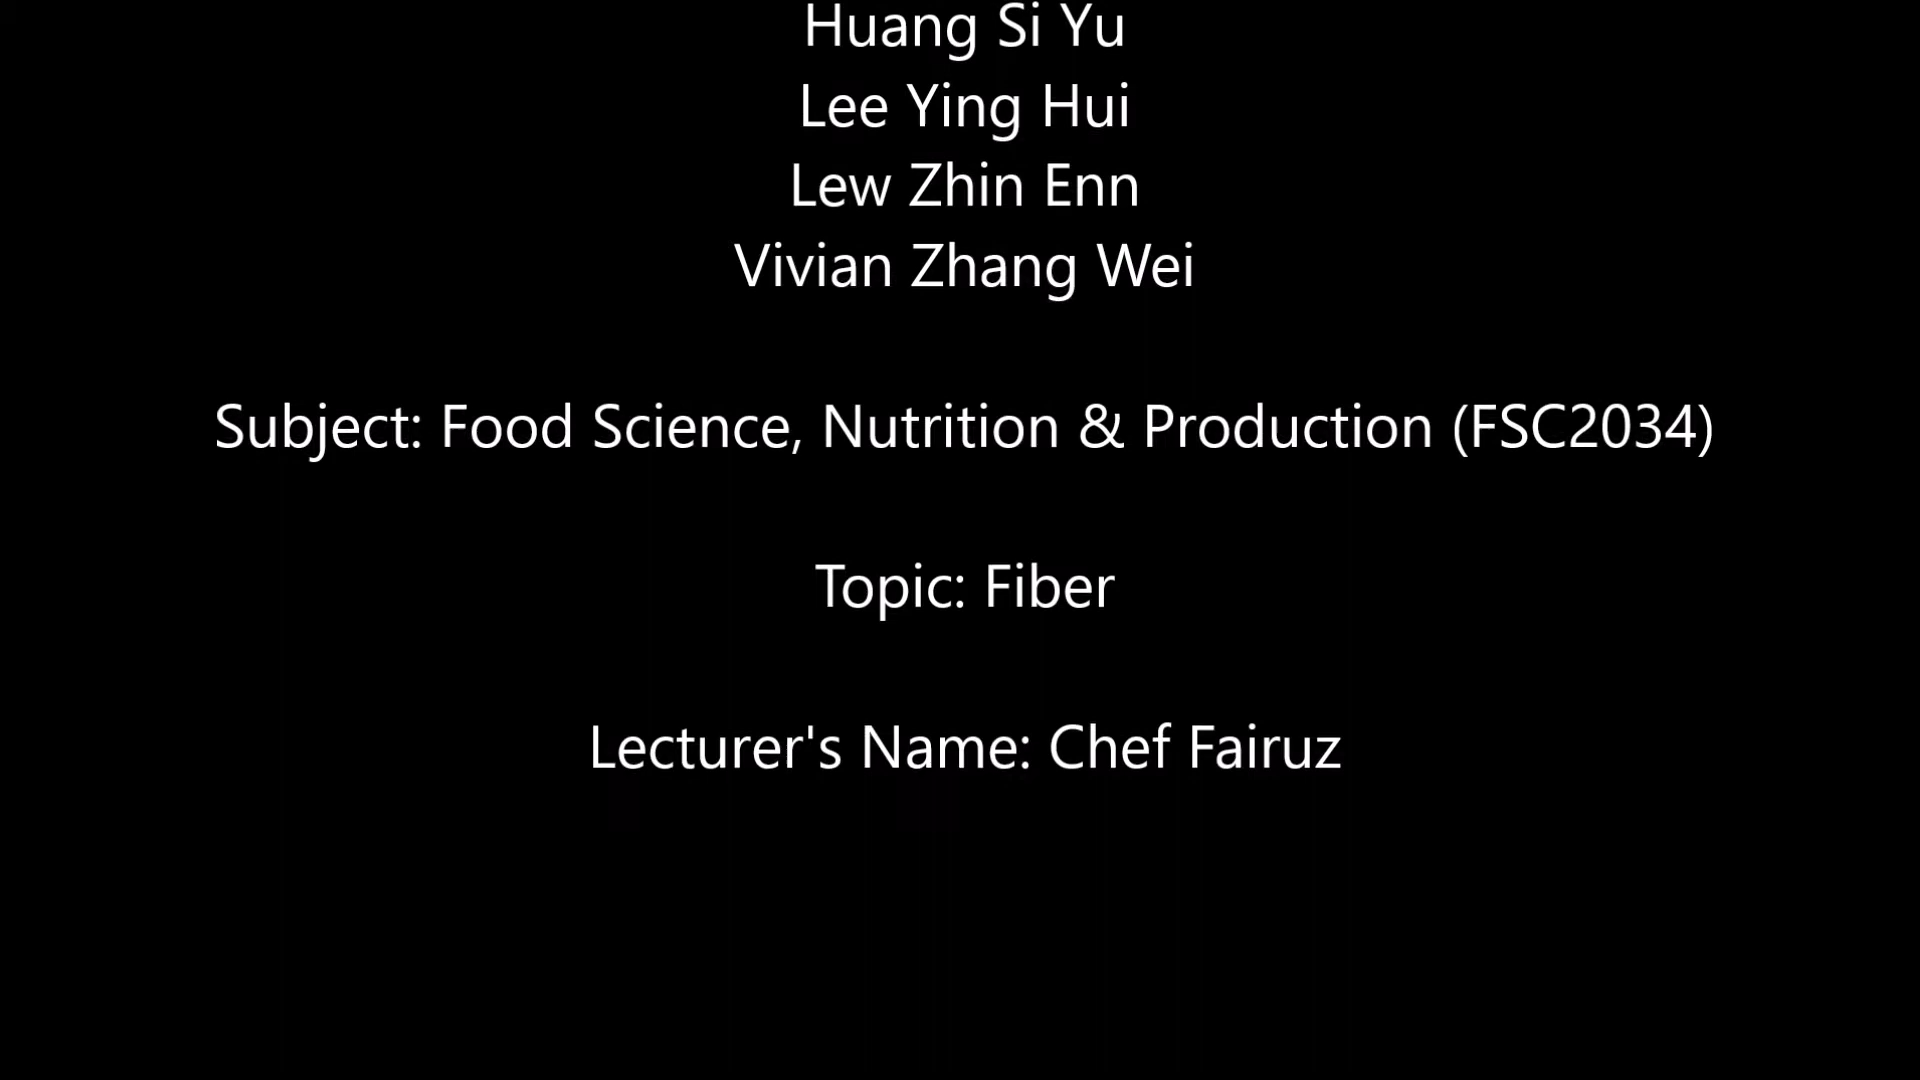 Huang Si Yu
Lee Ying Hui
Lew Zhin Enn
Vivian Zhang Wei
Subject: Food Science, Nutrition & Production (FSC2034)
Topic: Fiber
Lecturer's Name: Chef Fairuz